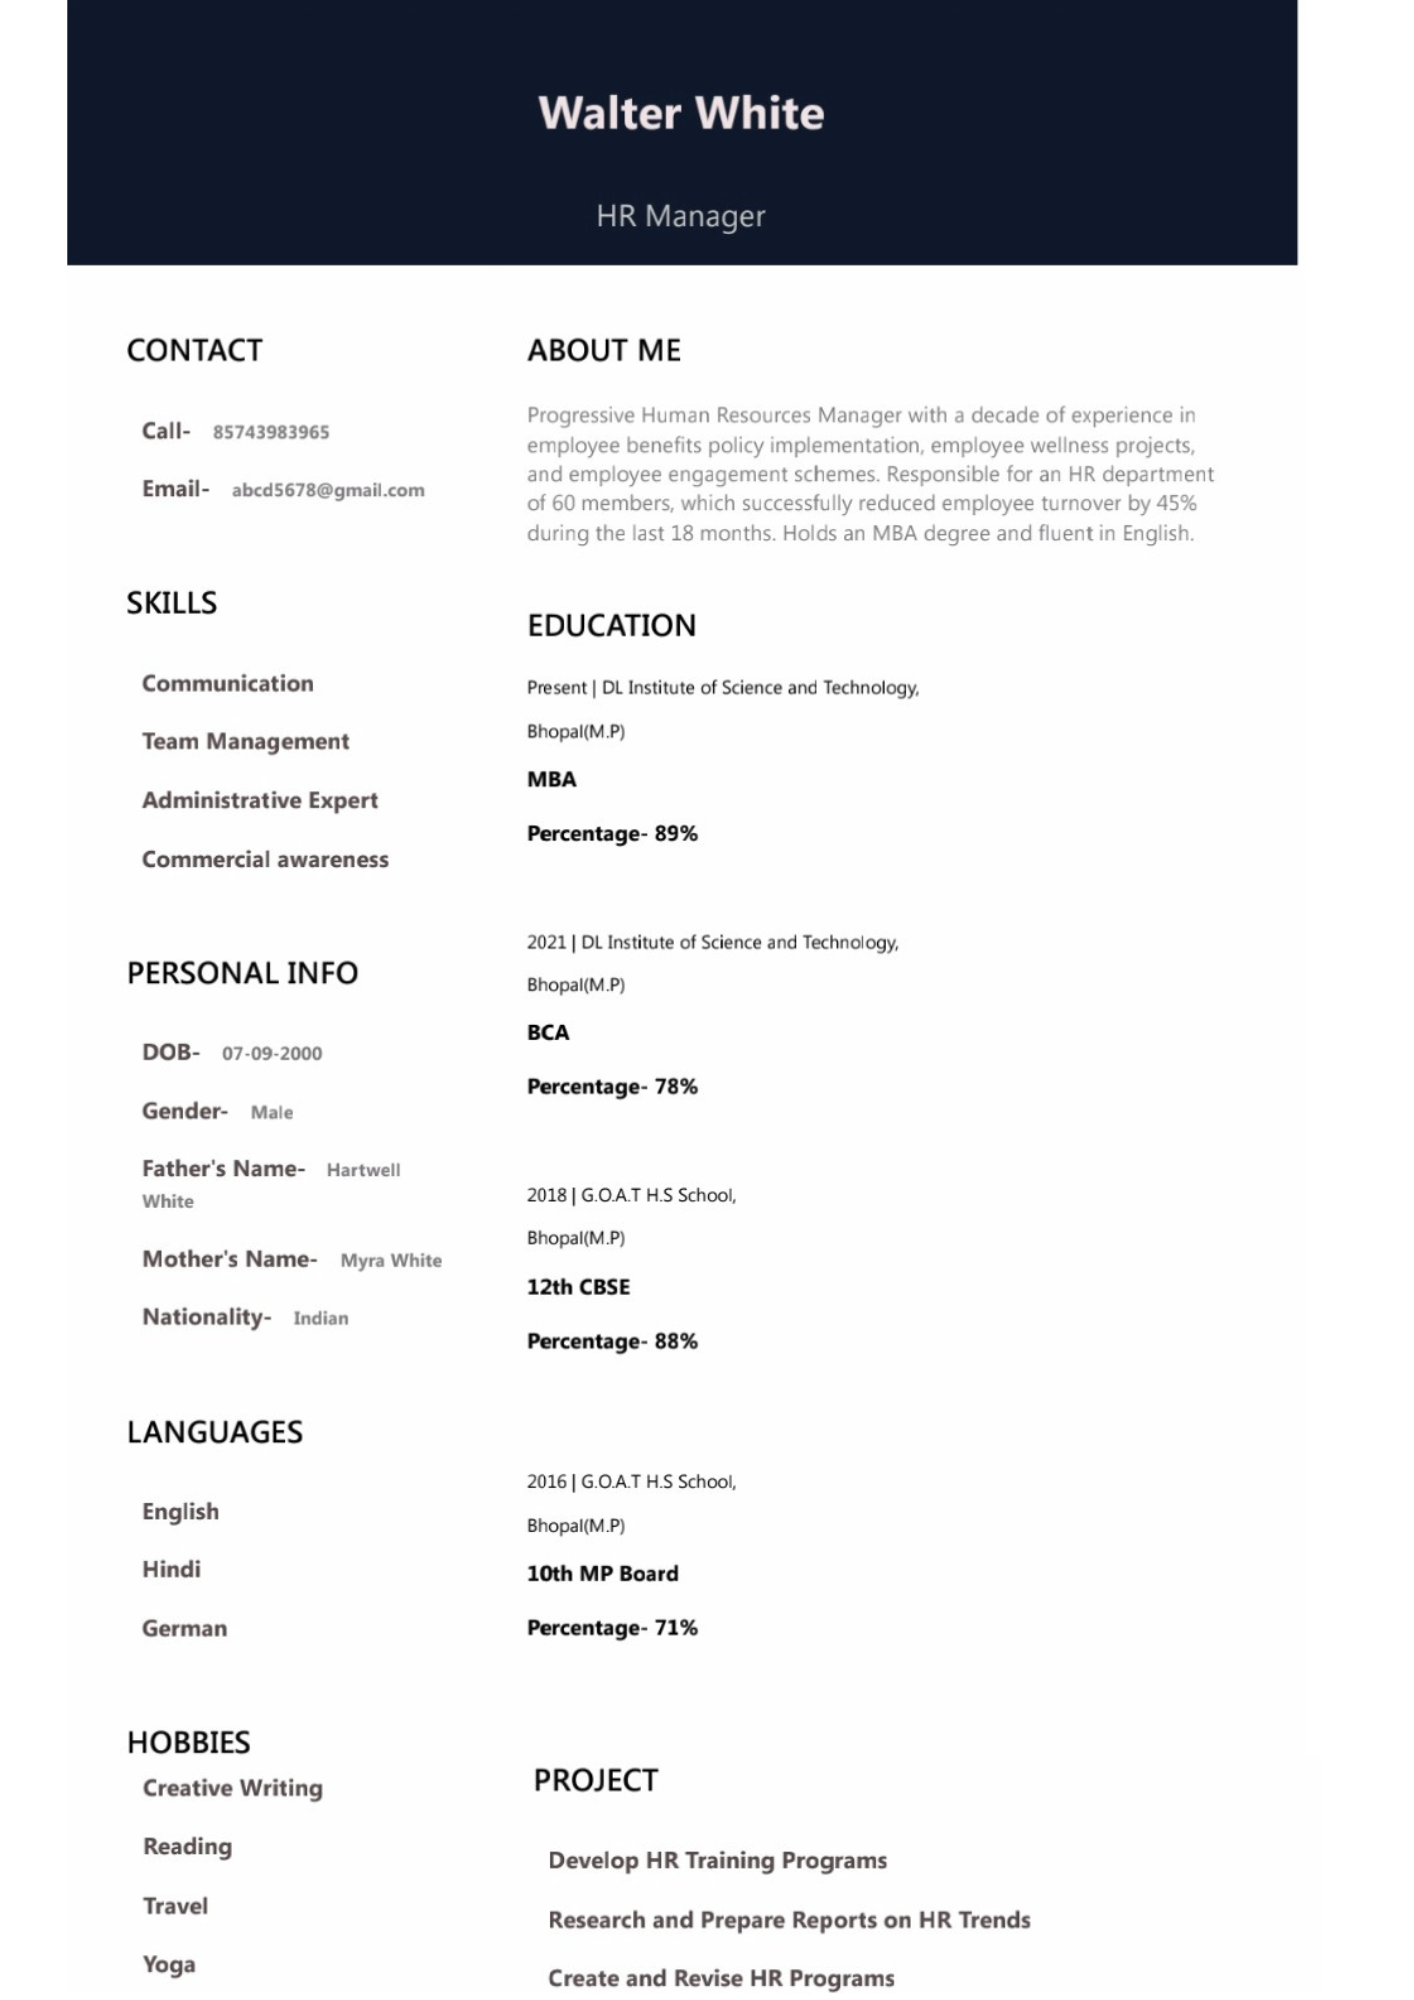 Walter White
HR Manager
CONTACT
Call- 85743983965
Email- abcd5678@gmail.com
SKILLS
Communication
Team Management
Administrative Expert
Commercial awareness
PERSONAL INFO
DOB- 07-09-2000
Gender- Male
Father's Name- Hartwell
White
Mother's Name- Myra White
Nationality- Indian
LANGUAGES
English
Hindi
German
HOBBIES
Creative Writing
Reading
Travel
Yoga
ABOUT ME
Progressive Human Resources Manager with a decade of experience in
employee benefits policy implementation, employee wellness projects,
and employee engagement schemes. Responsible for an HR department
of 60 members, which successfully reduced employee turnover by 45%
during the last 18 months. Holds an MBA degree and fluent in English.
EDUCATION
Present | DL Institute of Science and Technology,
Bhopal(M.P)
MBA
Percentage- 89%
2021 | DL Institute of Science and Technology,
Bhopal(M.P)
BCA
Percentage- 78%
2018 | G.O.A.T H.S School,
Bhopal(M.P)
12th CBSE
Percentage- 88%
2016 | G.O.A.T H.S School,
Bhopal(M.P)
10th MP Board
Percentage- 71%
PROJECT
Develop HR Training Programs
Research and Prepare Reports on HR Trends
Create and Revise HR Programs